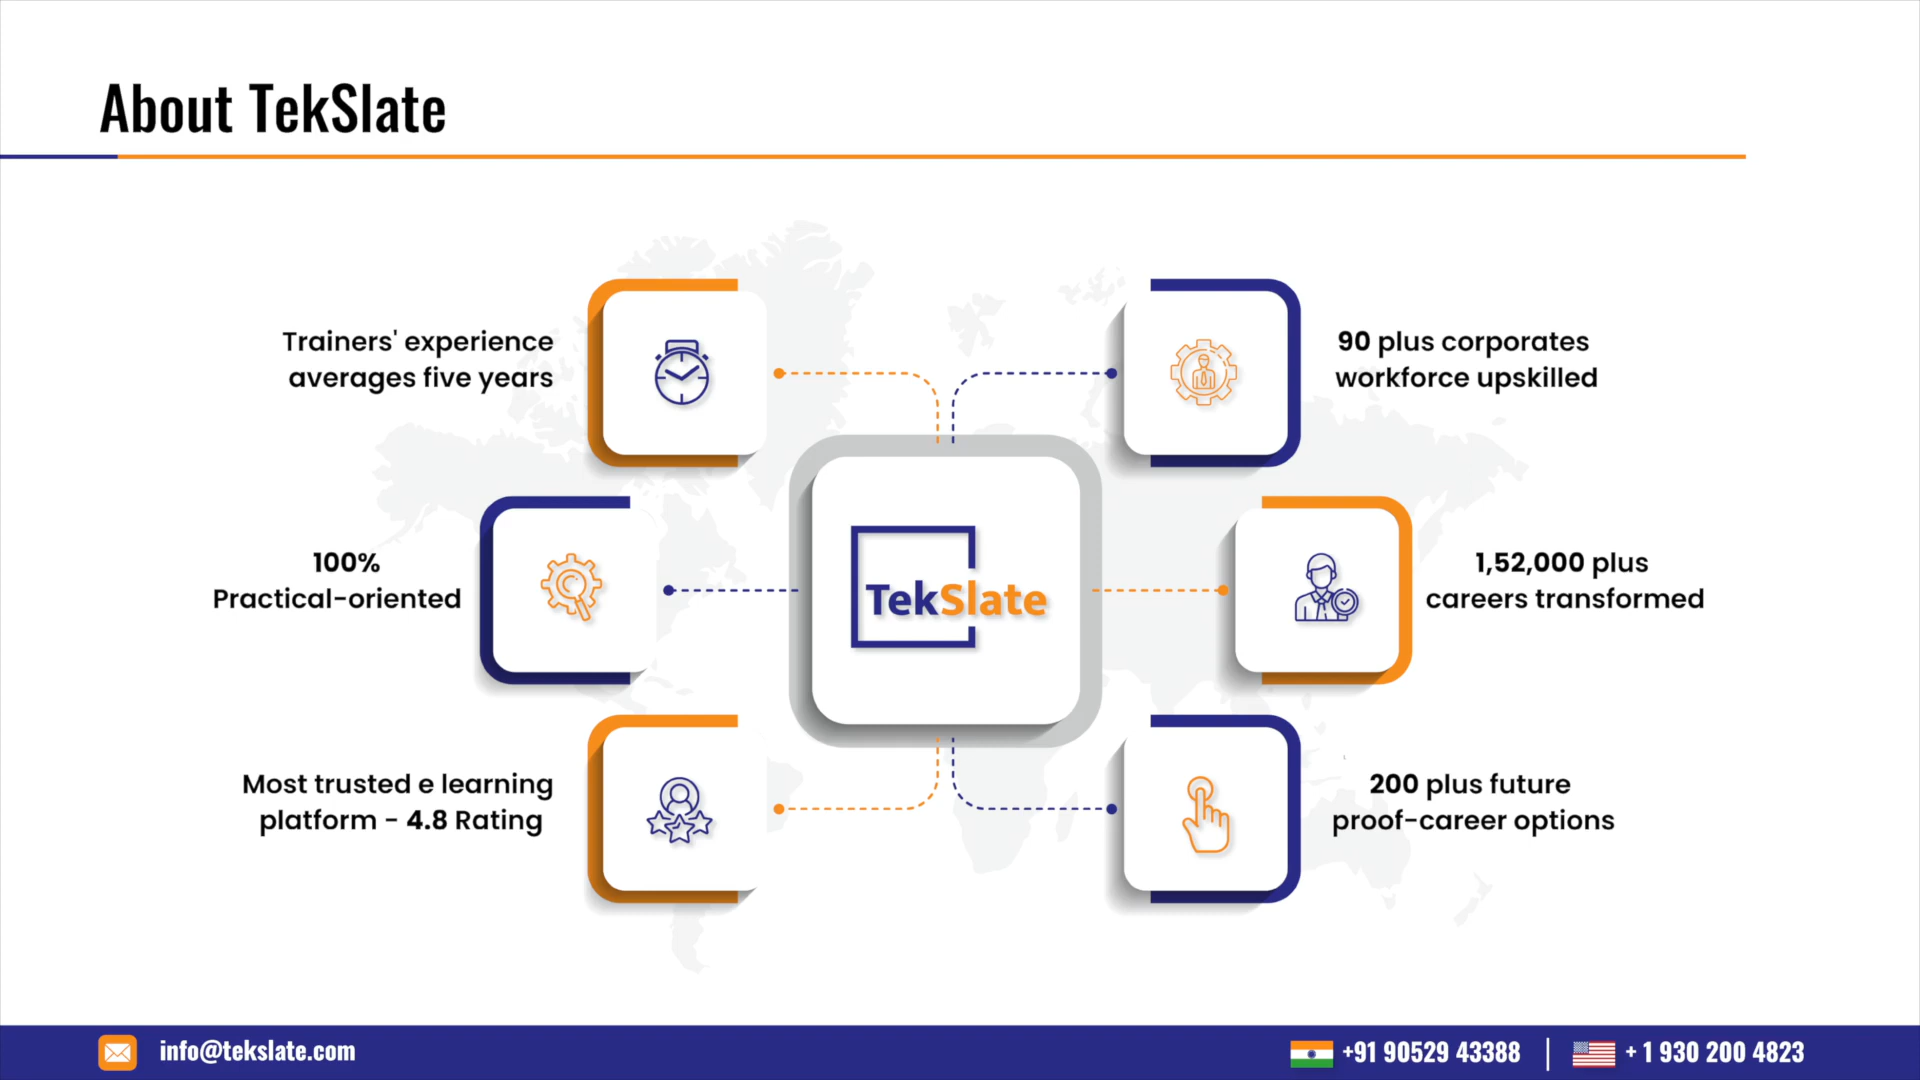 About TekSlate
Trainers' experience
averages five years
90 plus corporates
workforce upskilled
100%
Practical-oriented
TekSlate
1,52,000 plus
careers transformed
Most trusted e learning
platform - 4.8 Rating
200 plus future
proof-career options
info@tekslate.com
+91 90529 43388
+ 1 930 200 4823